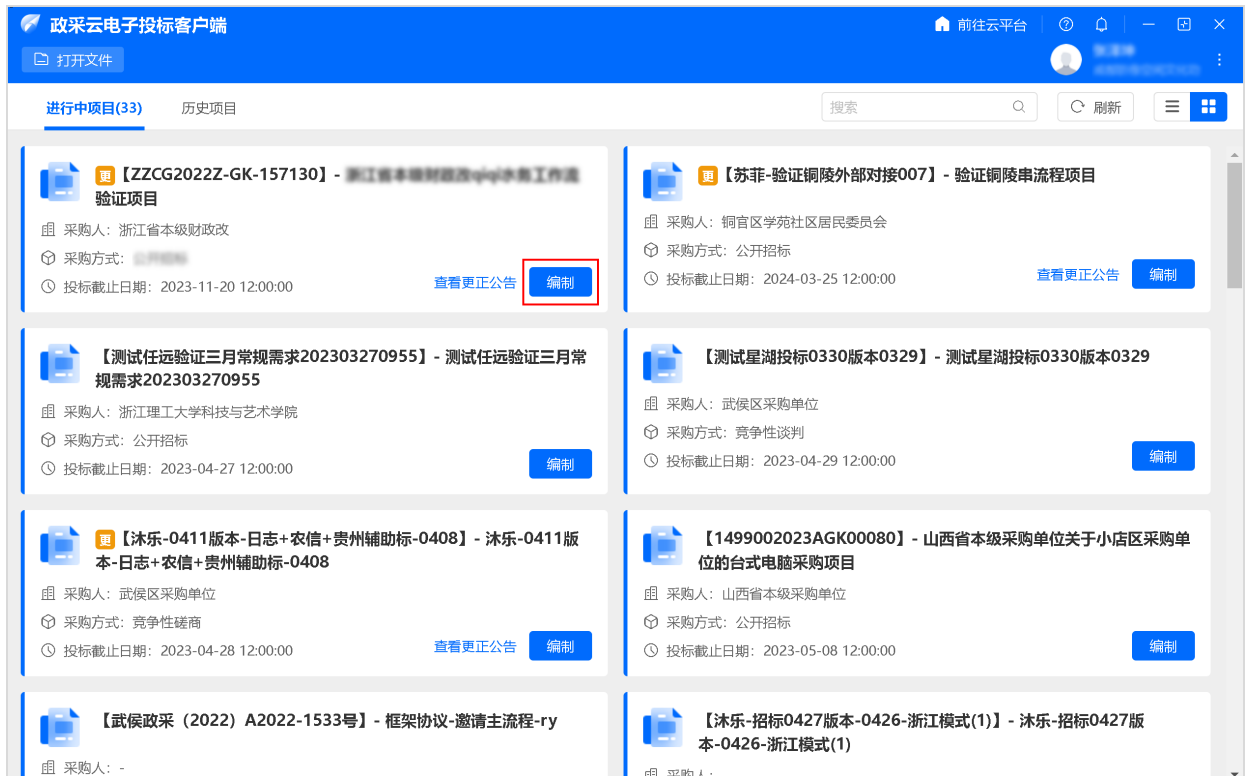 政采云电子投标客户端
前往云平台
打开文件
进行中项目(33)
历史项目
搜索
刷新
更【ZZCG2022Z-GK-157130】-
验证项目
采购人：浙江省本级财政改
采购方式：
投标截止日期：2023-11-20 12:00:00
查看更正公告
编制
更【苏菲-验证铜陵外部对接007】- 验证铜陵串流程项目
采购人：铜官区学苑社区居民委员会
采购方式：公开招标
投标截止日期：2024-03-25 12:00:00
查看更正公告
编制
【测试任远验证三月常规需求202303270955】- 测试任远验证三月常
规需求202303270955
采购人：浙江理工大学科技与艺术学院
采购方式：公开招标
投标截止日期：2023-04-27 12:00:00
编制
【测试星湖投标0330版本0329】- 测试星湖投标0330版本0329
采购人：武侯区采购单位
采购方式：竞争性谈判
投标截止日期：2023-04-29 12:00:00
编制
更【沐乐-0411版本-日志+农信+贵州辅助标-0408】- 沐乐-0411版
本-日志+农信+贵州辅助标-0408
采购人：武侯区采购单位
采购方式：竞争性磋商
投标截止日期：2023-04-28 12:00:00
查看更正公告
编制
【1499002023AGK00080】- 山西省本级采购单位关于小店区采购单
位的台式电脑采购项目
采购人：山西省本级采购单位
采购方式：公开招标
投标截止日期：2023-05-08 12:00:00
编制
【武侯政采（2022）A2022-1533号】- 框架协议-邀请主流程-ry
采购人：-
【沐乐-招标0427版本-0426-浙江模式(1)】- 沐乐-招标0427版
本-0426-浙江模式(1)
采购人：